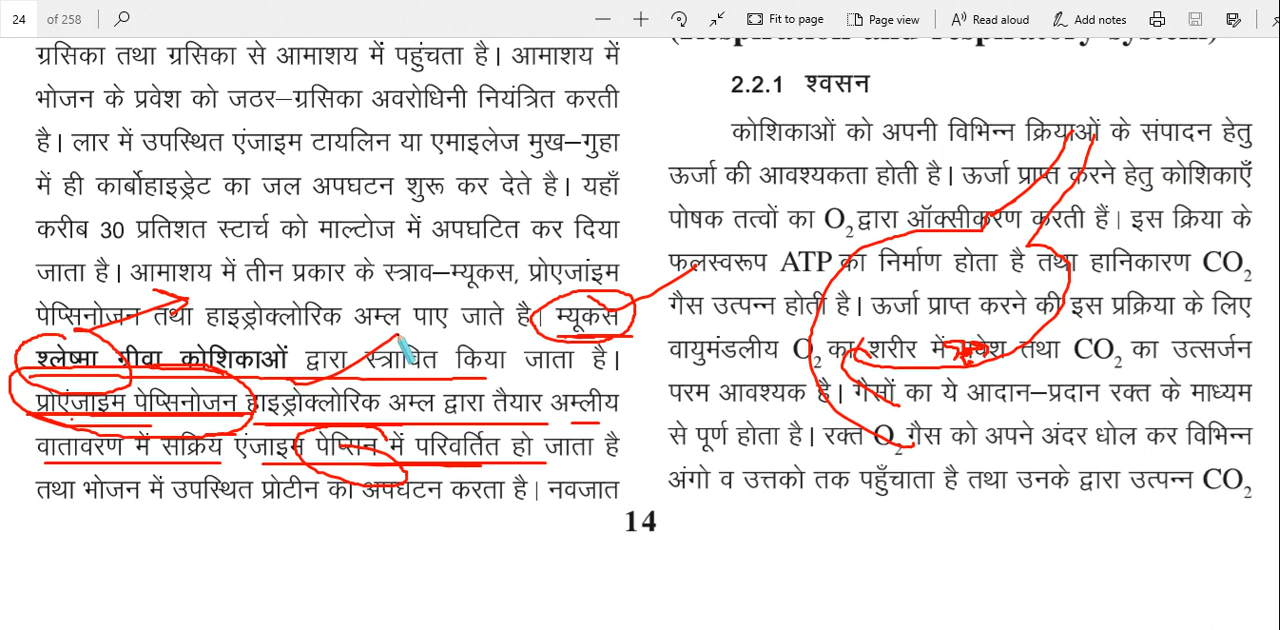 24 of 258 Fit to page Page view Read aloud Add notes
ग्रसिका तथा ग्रसिका से आमाशय में पहुंचता है। आमाशय में
भोजन के प्रवेश को जठर–ग्रसिका अवरोधिनी नियंत्रित करती
है। लार में उपस्थित एंजाइम टायलिन या एमाइलेज मुख–गुहा
में ही कार्बोहाइड्रेट का जल अपघटन शुरू कर देते है। यहाँ
करीब 30 प्रतिशत स्टार्च को माल्टोज में अपघटित कर दिया
जाता है। आमाशय में तीन प्रकार के स्त्राव–म्यूकस, प्रोएजांइम
पेप्सिनोजन तथा हाइड्रोक्लोरिक अम्ल पाए जाते है। म्यूकस
श्लेष्मा ग्रीवा कोशिकाओं द्वारा स्त्रावित किया जाता है।
प्रोएंजाइम पेप्सिनोजन हाइड्रोक्लोरिक अम्ल द्वारा तैयार अम्लीय
वातावरण में सक्रिय एंजाइम पेप्सिन में परिवर्तित हो जाता है
तथा भोजन में उपस्थित प्रोटीन का अपघटन करता है। नवजात
(Respiration and respiratory system)
2.2.1 श्वसन
कोशिकाओं को अपनी विभिन्न क्रियाओं के संपादन हेतु
ऊर्जा की आवश्यकता होती है। ऊर्जा प्राप्त करने हेतु कोशिकाएँ
पोषक तत्वों का O₂ द्वारा ऑक्सीकरण करती हैं। इस क्रिया के
फलस्वरूप ATP का निर्माण होता है तथा हानिकारण CO₂
गैस उत्पन्न होती है। ऊर्जा प्राप्त करने की इस प्रक्रिया के लिए
वायुमंडलीय O₂ का शरीर में प्रवेश तथा CO₂ का उत्सर्जन
परम आवश्यक है। गैसों का ये आदान–प्रदान रक्त के माध्यम
से पूर्ण होता है। रक्त O₂ गैस को अपने अंदर धोल कर विभिन्न
अंगो व उत्तको तक पहुँचाता है तथा उनके द्वारा उत्पन्न CO₂
14